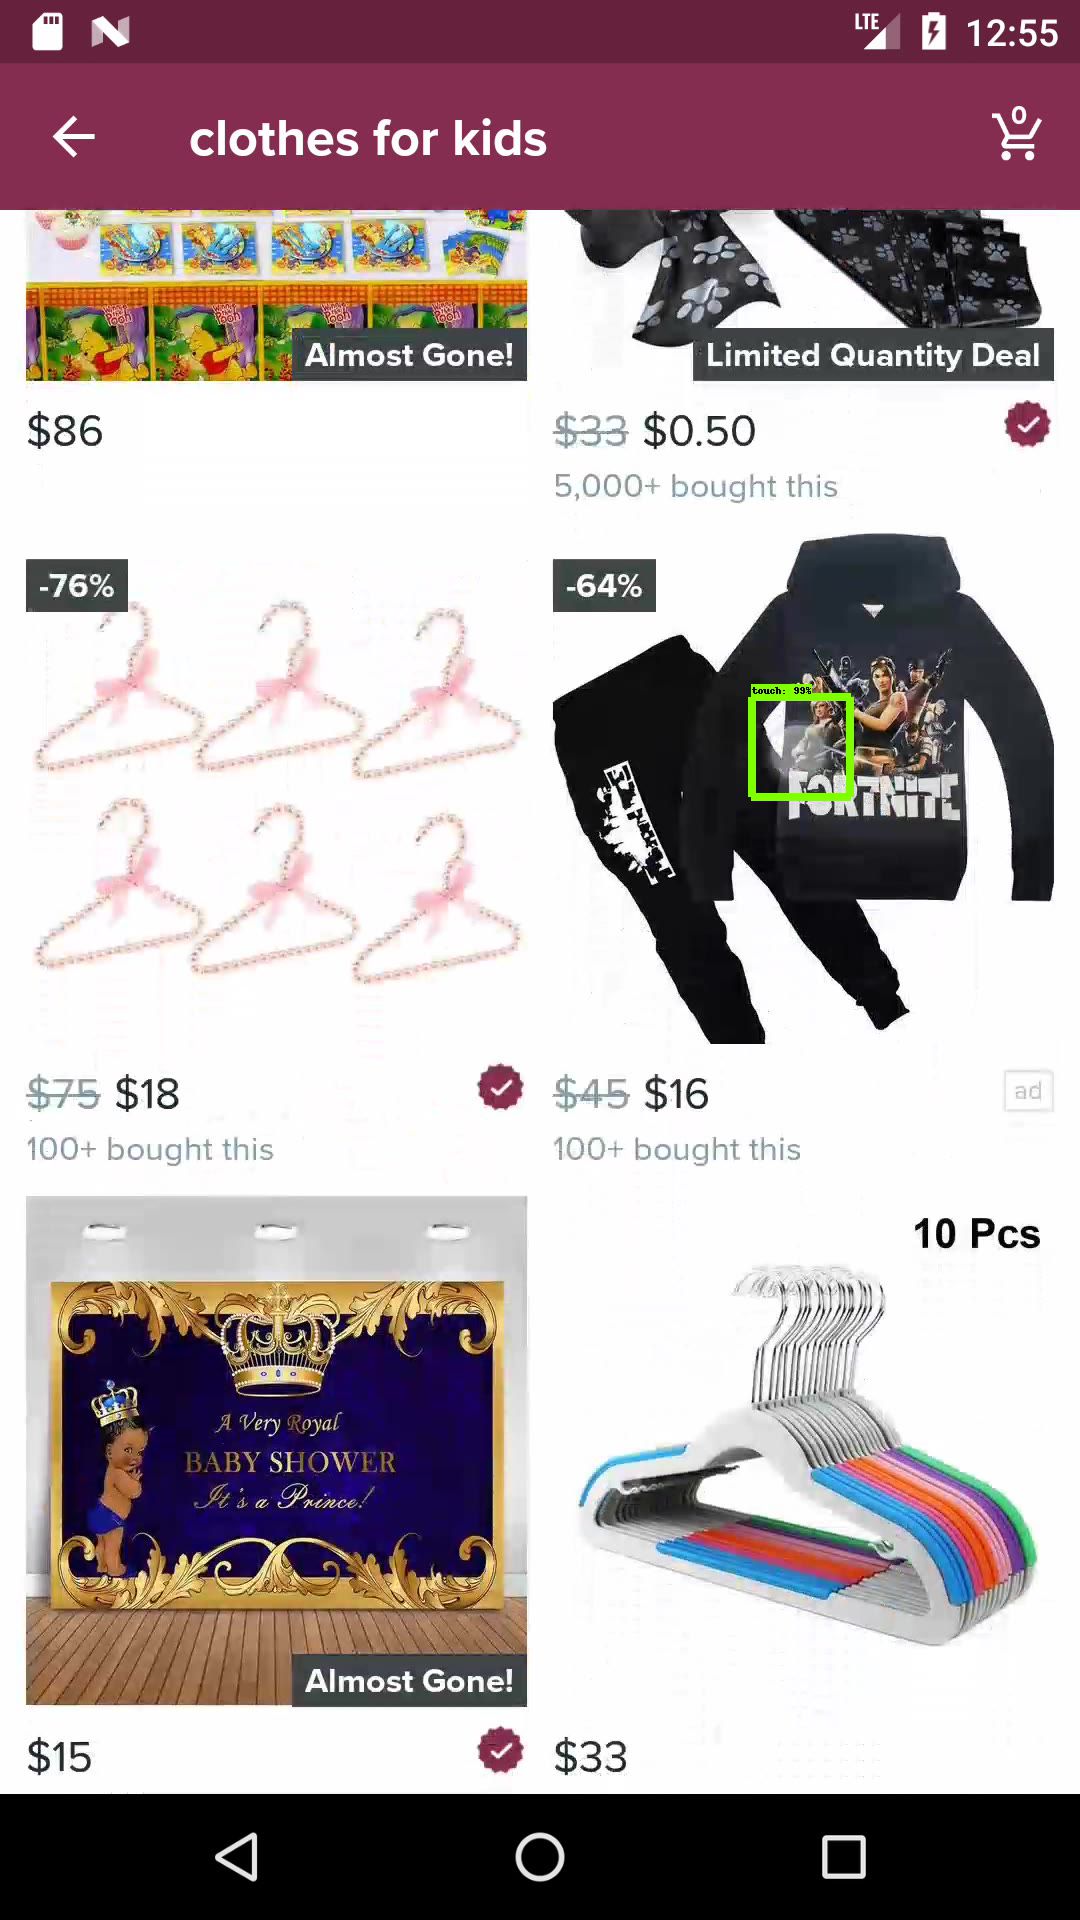 LTE 12:55
clothes for kids
0
Almost Gone!
Limited Quantity Deal
$86
$33 $0.50
5,000+ bought this
-76%
-64%
touch: 99%
FORTNITE
$75 $18
$45 $16
ad
100+ bought this
100+ bought this
10 Pcs
A Very Royal
BABY SHOWER
It's a Prince!
Almost Gone!
$15
$33